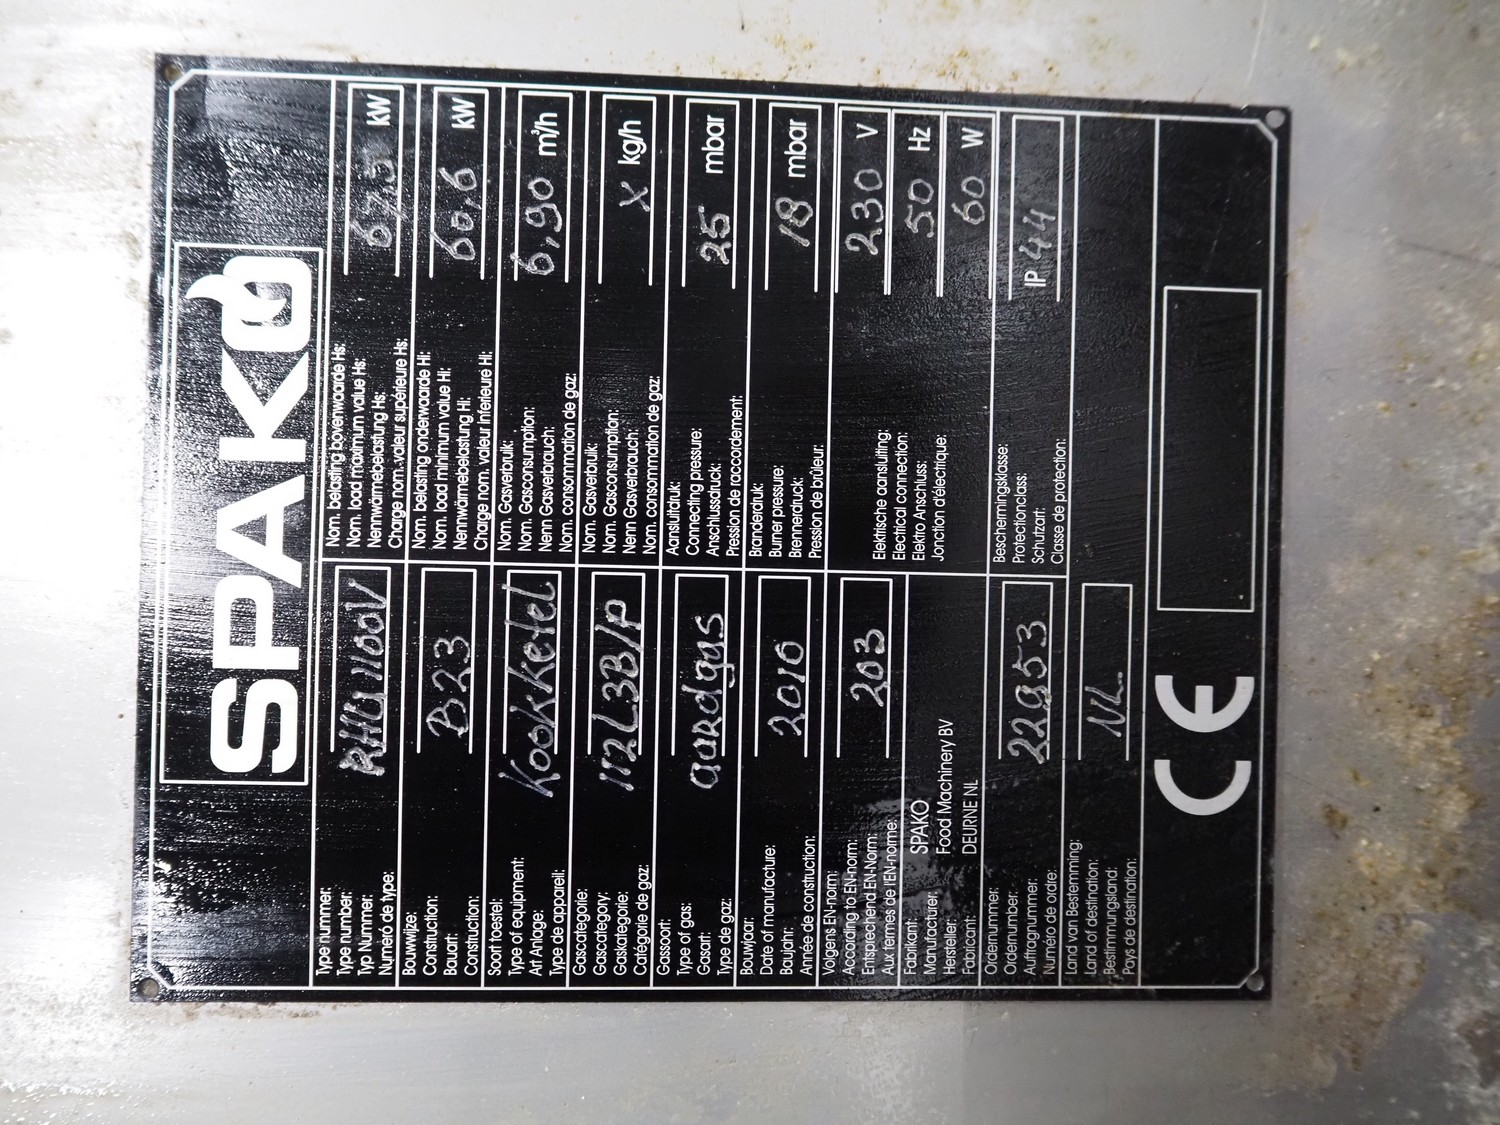 SPAKO
Type nummer:
Type number:
Typ Nummer:
Numéro de type:
RHU1100V
Nom. belasting bovenwaarde Hs:
Nom. load maximum value Hs:
Nennwärmebelastung Hs:
Charge nom. valeur supérieure Hs:
kW
Bouwwijze:
Construction:
Bauart:
Construction:
B23
Nom. belasting onderwaarde Hi:
Nom. load minimum value Hi:
Nennwärmebelastung Hi:
Charge nom. valeur inferieure Hi:
60,6 kW
Soort toestel:
Type of equipment:
Art Anlage:
Type de appareil:
Kookketel
Nom. Gasverbruik:
Nom. Gasconsumption:
Nenn Gasverbrauch:
Nom. consommation de gaz:
6,90 m³/h
Gascategorie:
Gascategory:
Gaskategorie:
Catégorie de gaz:
112L3B/P
Nom. Gasverbuik:
Nom. Gasconsumption:
Nenn Gasverbrauch:
Nom. consommation de gaz:
X kg/h
Gassoort:
Type of gas:
Gasart:
Type de gaz:
aardgas
Aansluitdruk:
Connecting pressure:
Anschlussdruck:
Pression de raccordement:
25 mbar
Bouwjaar:
Date of manufacture:
Baujahr:
Année de construction:
2016
Branderdruk:
Burner pressure:
Brennerdruck:
Pression de brûleur:
18 mbar
Volgens EN-norm:
According to EN-norm:
Entsprechend EN-Norm:
Aux termes de l'EN-norme:
203
Elektrische aansluiting:
Electrical connection:
Elektro Anschluss:
Jonction d'électrique:
230 V
50 Hz
60 W
Fabrikant:
Manufacturer:
Hersteller:
Fabricant:
SPAKO
Food Machinery BV
DEURNE NL
Ordernummer:
Ordernumber:
Auftragnummer:
Numéro de ordre:
22953
Beschermingsklasse:
Protectionclass:
Schutzart:
Classe de protection:
IP 44
Land van Bestemming:
Land of destination:
Bestimmungsland:
Pays de destination:
NL.
CE